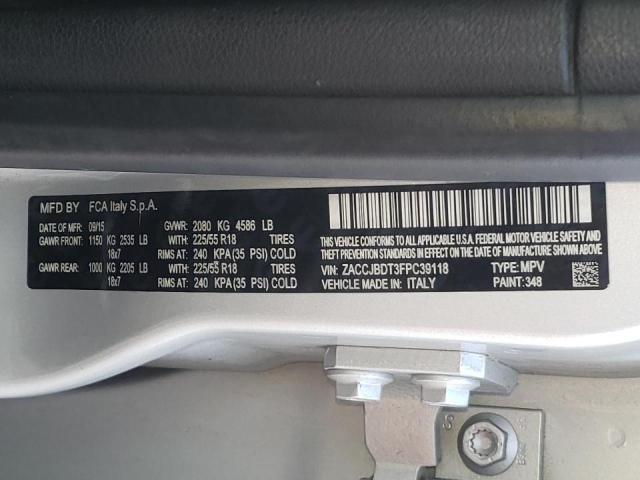 MFD BY FCA Italy S.p.A.
DATE: 09/15 GVWR: 2080 KG 4586 LB
GAWR FRONT: 1150 KG 2535 LB WITH: 225/55 R18 TIRES
18x7 RIMS AT: 240 KPA(35 PSI) COLD
GAWR REAR: 1000 KG 2205 LB WITH: 225/55 R18 TIRES
18x7 RIMS AT: 240 KPA(35 PSI) COLD
THIS VEHICLE CONFORMS TO ALL APPLICABLE U.S.A. FEDERAL MOTOR VEHICLE SAFETY, BUMPER, AND
THEFT PREVENTION STANDARDS IN EFFECT ON THE DATE OF MANUFACTURE SHOWN ABOVE.
VIN: ZACCJBDT3FPC39118 TYPE: MPV
VEHICLE MADE IN: ITALY PAINT: 348